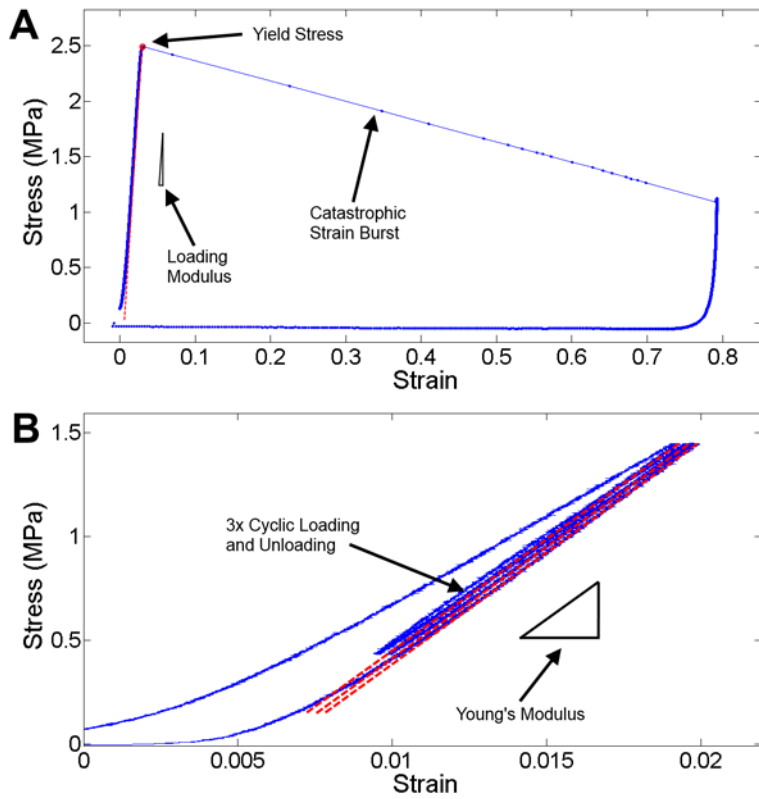 A
Yield Stress
2.5
2
1.5
1
0.5
0
Stress (MPa)
Catastrophic
Strain Burst
Loading
Modulus
0 0.1 0.2 0.3 0.4 0.5 0.6 0.7 0.8
Strain
B
1.5
1
0.5
0
Stress (MPa)
3x Cyclic Loading
and Unloading
Young's Modulus
0 0.005 0.01 0.015 0.02
Strain